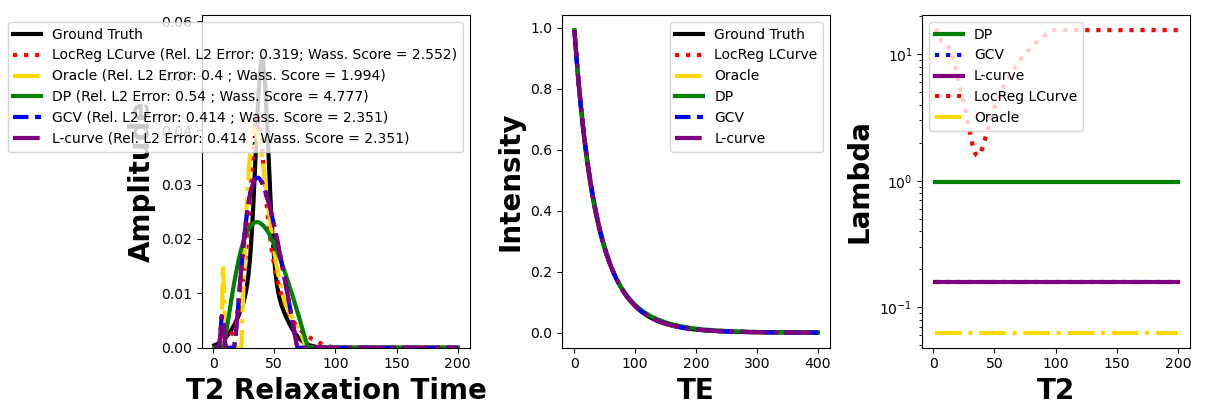 0.06
Ground Truth
LocReg LCurve (Rel. L2 Error: 0.319; Wass. Score = 2.552)
Oracle (Rel. L2 Error: 0.4 ; Wass. Score = 1.994)
DP (Rel. L2 Error: 0.54 ; Wass. Score = 4.777)
GCV (Rel. L2 Error: 0.414 ; Wass. Score = 2.351)
L-curve (Rel. L2 Error: 0.414 ; Wass. Score = 2.351)
0.04
0.03
0.02
0.01
0.00
Amplitude
0
50
100
150
200
T2 Relaxation Time
1.0
0.8
0.6
0.4
0.2
0.0
Intensity
Ground Truth
LocReg LCurve
Oracle
DP
GCV
L-curve
0
100
200
300
400
TE
10¹
10⁰
10⁻¹
Lambda
DP
GCV
L-curve
LocReg LCurve
Oracle
0
50
100
150
200
T2